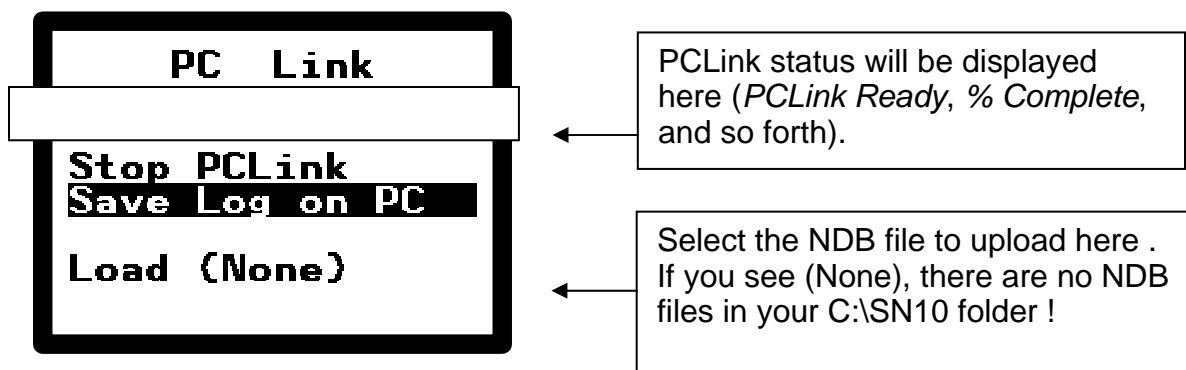 PC Link
Stop PCLink
Save Log on PC
Load (None)
PCLink status will be displayed
here (PCLink Ready, % Complete,
and so forth).
Select the NDB file to upload here .
If you see (None), there are no NDB
files in your C:\SN10 folder !